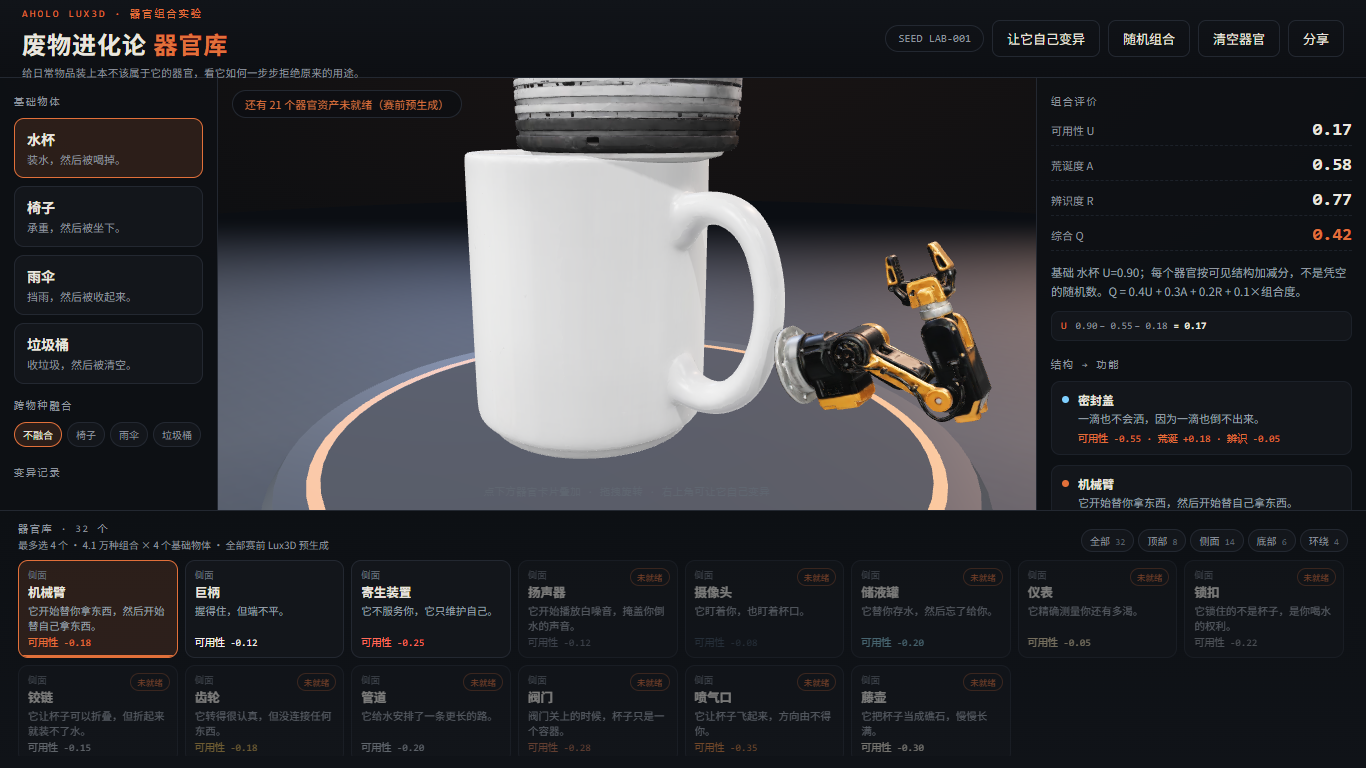 AHOLO LUX3D · 器官组合实验
废物进化论 器官库
给日常物品装上本不该属于它的器官，看它如何一步步拒绝原来的用途。
SEED LAB-001
让它自己变异
随机组合
清空器官
分享
基础物体
水杯
装水，然后被喝掉。
椅子
承重，然后被坐下。
雨伞
挡雨，然后被收起来。
垃圾桶
收垃圾，然后被清空。
跨物种融合
不融合 椅子 雨伞 垃圾桶
变异记录
还有 21 个器官资产未就绪（赛前预生成）
组合评价
可用性 U 0.17
荒诞度 A 0.58
辨识度 R 0.77
综合 Q 0.42
基础 水杯 U=0.90；每个器官按可见结构加减分，不是凭空
的随机数。Q = 0.4U + 0.3A + 0.2R + 0.1×组合度。
U 0.90 − 0.55 − 0.18 = 0.17
结构 → 功能
密封盖
一滴也不会洒，因为一滴也倒不出来。
可用性 -0.55 · 荒诞 +0.18 · 辨识 -0.05
机械臂
它开始替你拿东西，然后开始替自己拿东西。
器官库 · 32 个
最多选 4 个 · 4.1 万种组合 × 4 个基础物体 · 全部赛前 Lux3D 预生成
全部 32 顶部 8 侧面 14 底部 6 环绕 4
侧面
机械臂
它开始替你拿东西，然后开始
替自己拿东西。
可用性 -0.18
侧面
巨柄
握得住，但端不平。
可用性 -0.12
侧面
寄生装置
它不服务你，它只维护自己。
可用性 -0.25
侧面 未就绪
扬声器
它开始播放白噪音，掩盖你倒
水的声音。
可用性 -0.12
侧面 未就绪
摄像头
它盯着你，也盯着杯口。
可用性 -0.08
侧面 未就绪
储液罐
它替你存水，然后忘了给你。
可用性 -0.20
侧面 未就绪
仪表
它精确测量你还有多渴。
可用性 -0.05
侧面 未就绪
锁扣
它锁住的不是杯子，是你喝水
的权利。
可用性 -0.22
侧面 未就绪
铰链
它让杯子可以折叠，但折起来
就装不了水。
可用性 -0.15
侧面 未就绪
齿轮
它转得很认真，但没连接任何
东西。
可用性 -0.18
侧面 未就绪
管道
它给水安排了一条更长的路。
可用性 -0.20
侧面 未就绪
阀门
阀门关上的时候，杯子只是一
个容器。
可用性 -0.28
侧面 未就绪
喷气口
它让杯子飞起来，方向由不得
你。
可用性 -0.35
侧面 未就绪
藤壶
它把杯子当成礁石，慢慢长
满。
可用性 -0.30